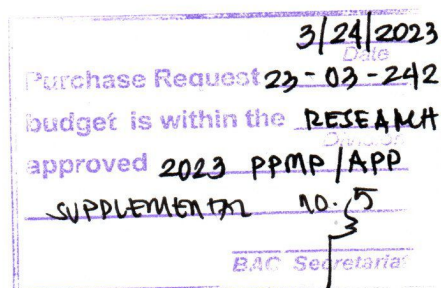 3/24/2023
Date
Purchase Request 23-03-242
budget is within the RESEARCH
Division
approved 2023 PPMP/APP
SUPPLEMENTAL no. 5
BAC Secretariat